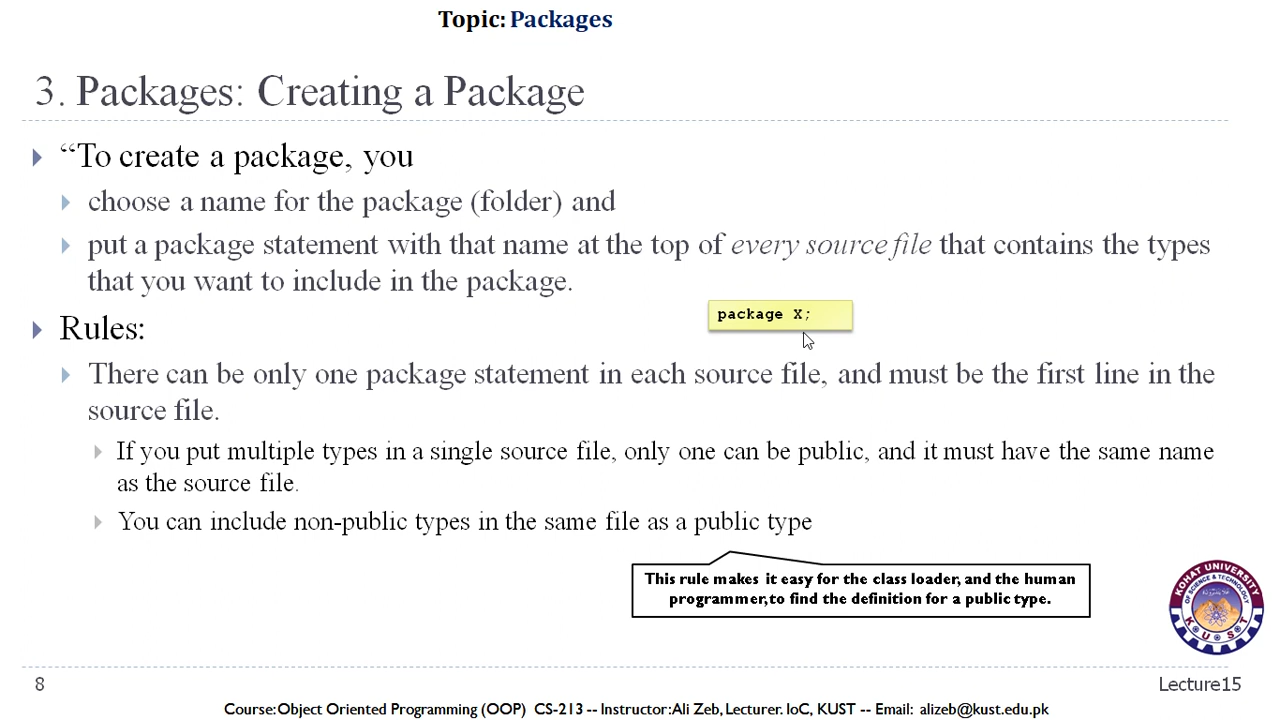 Topic: Packages
3. Packages: Creating a Package
“To create a package, you
choose a name for the package (folder) and
put a package statement with that name at the top of every source file that contains the types
that you want to include in the package.
package X;
Rules:
There can be only one package statement in each source file, and must be the first line in the
source file.
If you put multiple types in a single source file, only one can be public, and it must have the same name
as the source file.
You can include non-public types in the same file as a public type
This rule makes it easy for the class loader, and the human
programmer, to find the definition for a public type.
KOHAT UNIVERSITY
OF SCIENCE & TECHNOLOGY
K U S T
8
Lecture15
Course: Object Oriented Programming (OOP) CS-213 -- Instructor: Ali Zeb, Lecturer. IoC, KUST -- Email: alizeb@kust.edu.pk